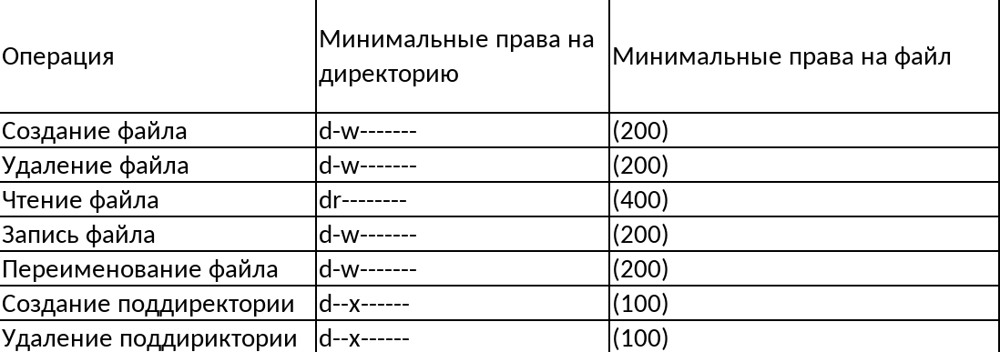 Операция
Минимальные права на
директорию
Минимальные права на файл
Создание файла d-w------- (200)
Удаление файла d-w------- (200)
Чтение файла dr-------- (400)
Запись файла d-w------- (200)
Переименование файла d-w------- (200)
Создание поддиректории d--x------ (100)
Удаление поддириктории d--x------ (100)